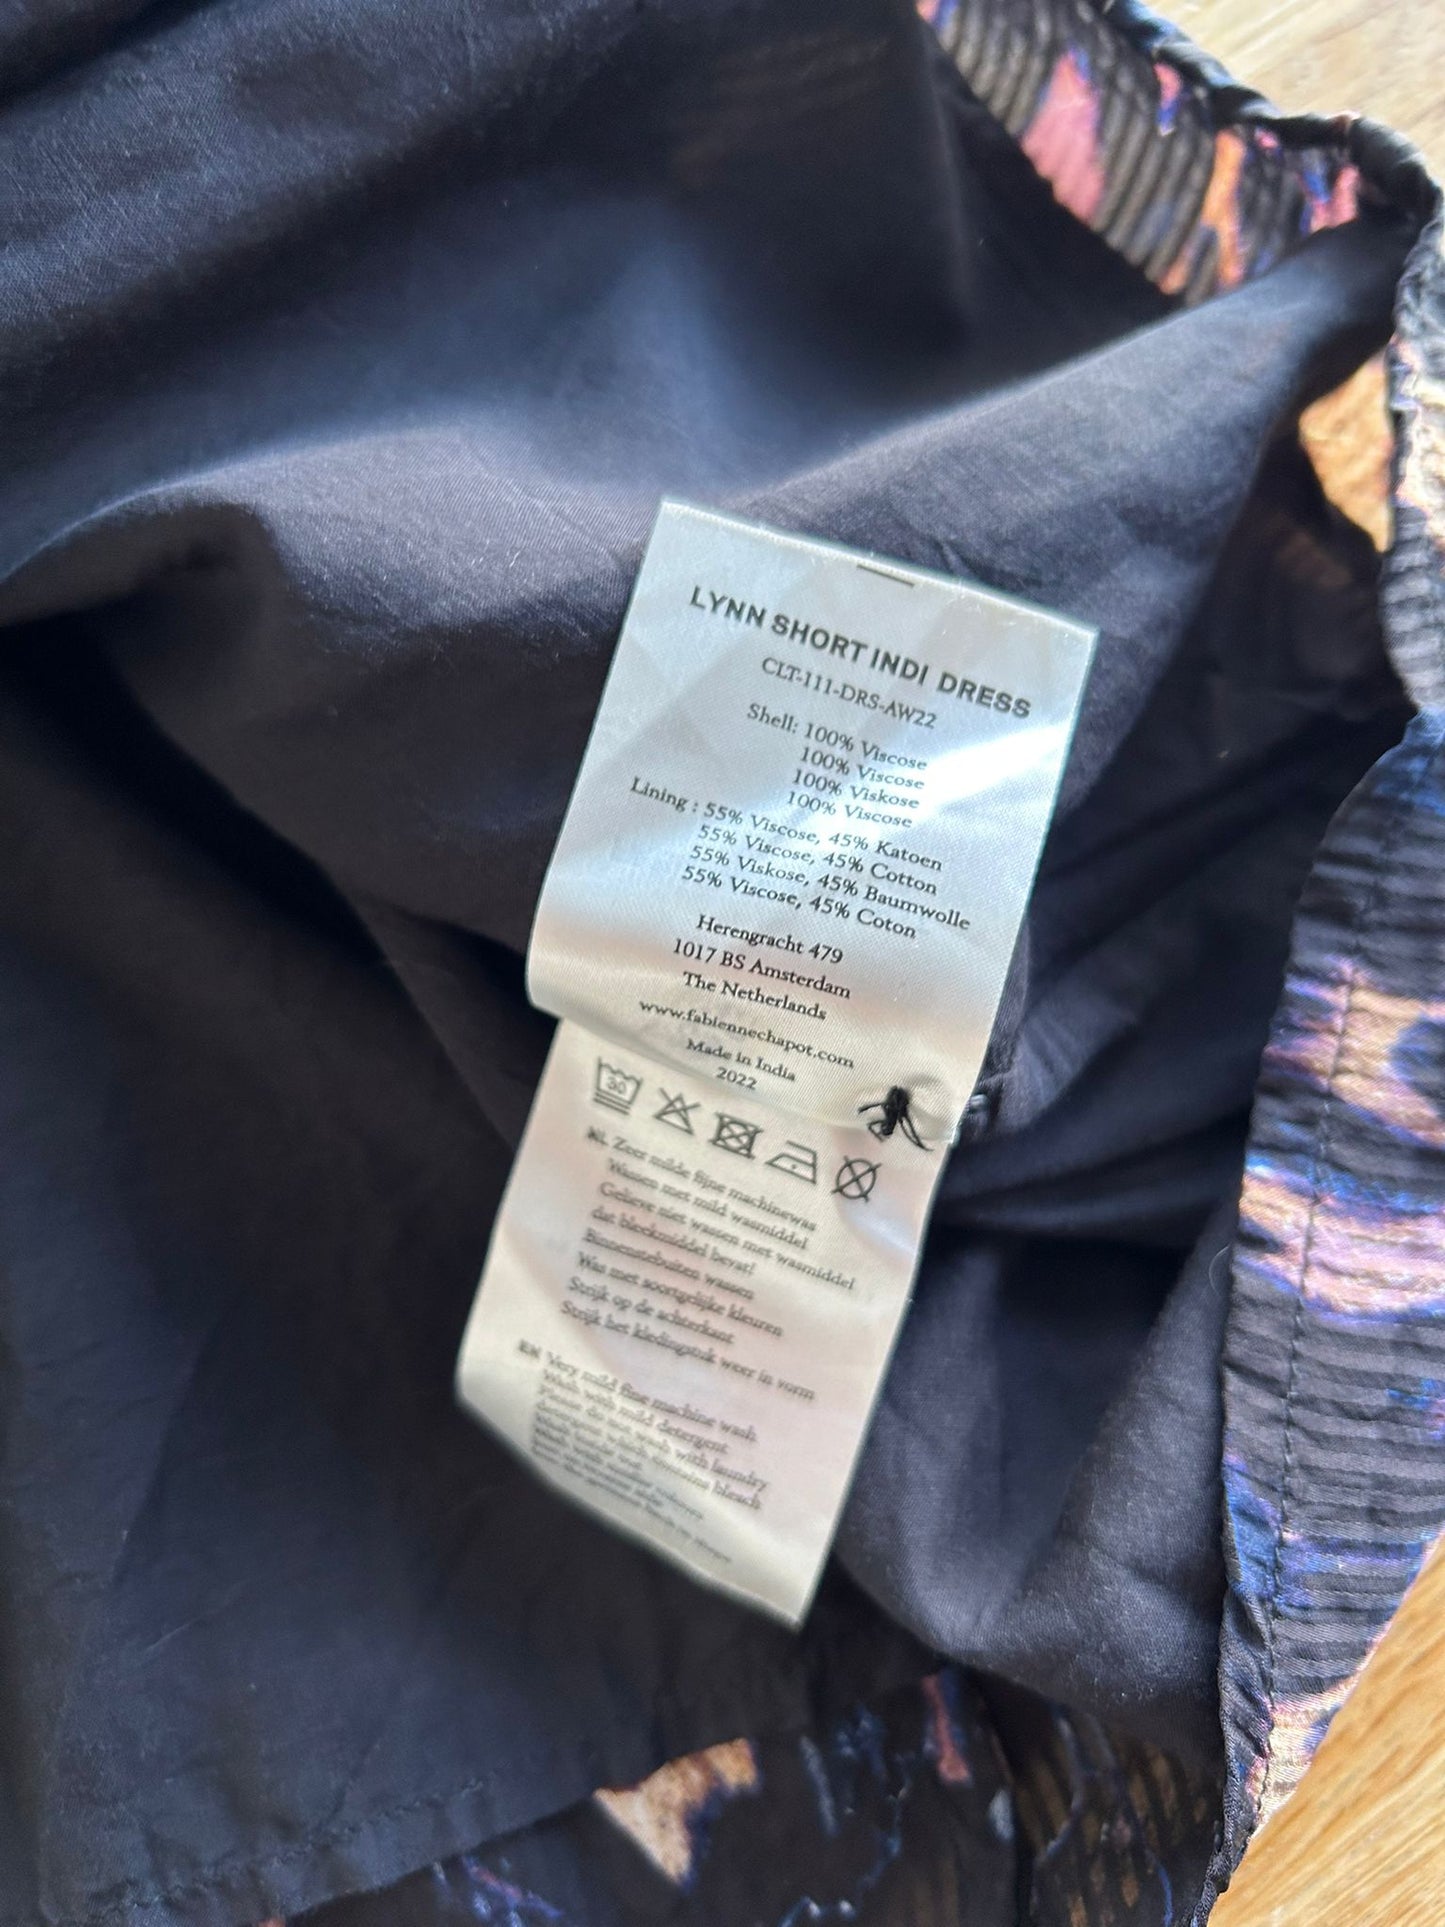 LYNN SHORT INDI DRESS
CLT-111-DRS-AW22
Shell: 100% Viscose
100% Viscose
100% Viskose
100% Viscose
Lining : 55% Viscose, 45% Katoen
55% Viscose, 45% Cotton
55% Viskose, 45% Baumwolle
55% Viscose, 45% Coton
Herengracht 479
1017 BS Amsterdam
The Netherlands
www.fabiennechapot.com
Made in India
2022
30
NL Zeer milde fijne machinewas
Wassen met mild wasmiddel
Gelieve niet wassen met wasmiddel
dat bleekmiddel bevat!
Binnenstebuiten wassen
Was met soortgelijke kleuren
Strijk op de achterkant
Strijk het kledingstuk weer in vorm
EN Very mild fine machine wash
Wash with mild detergent
Please do not wash with laundry
detergent which contains bleach